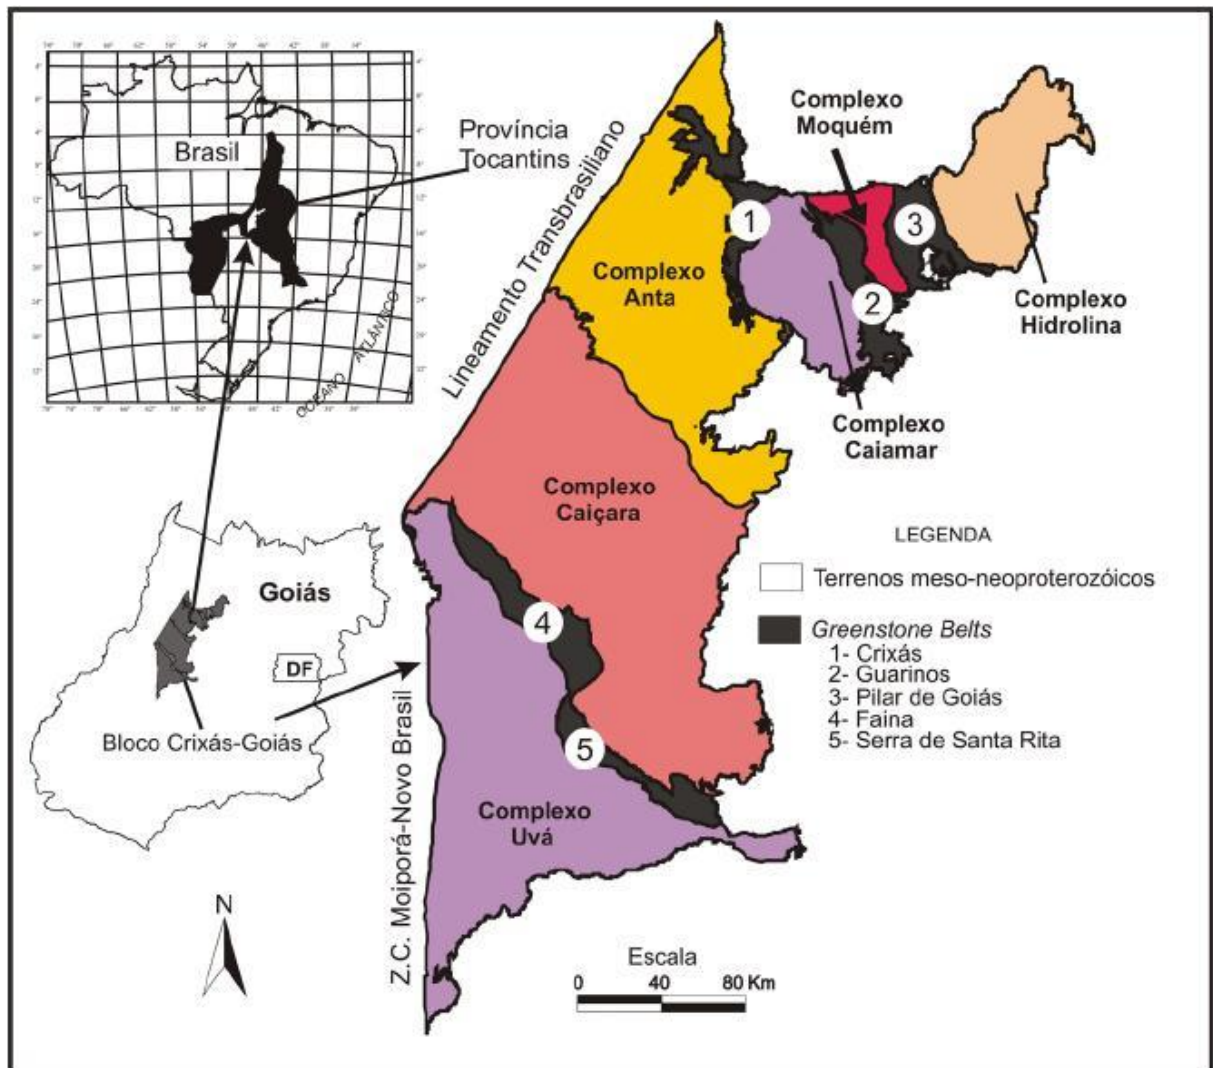 Brasil
Província
Tocantins
OCEANO ATLÂNTICO
Goiás
DF
Bloco Crixás-Goiás
N
Lineamento Transbrasiliano
Z.C. Moiporá-Novo Brasil
Complexo
Moquém
Complexo
Anta
Complexo
Hidrolina
Complexo
Caiamar
Complexo
Caiçara
Complexo
Uvá
1
2
3
4
5
LEGENDA
Terrenos meso-neoproterozóicos
Greenstone Belts
1- Crixás
2- Guarinos
3- Pilar de Goiás
4- Faina
5- Serra de Santa Rita
Escala
0 40 80 Km